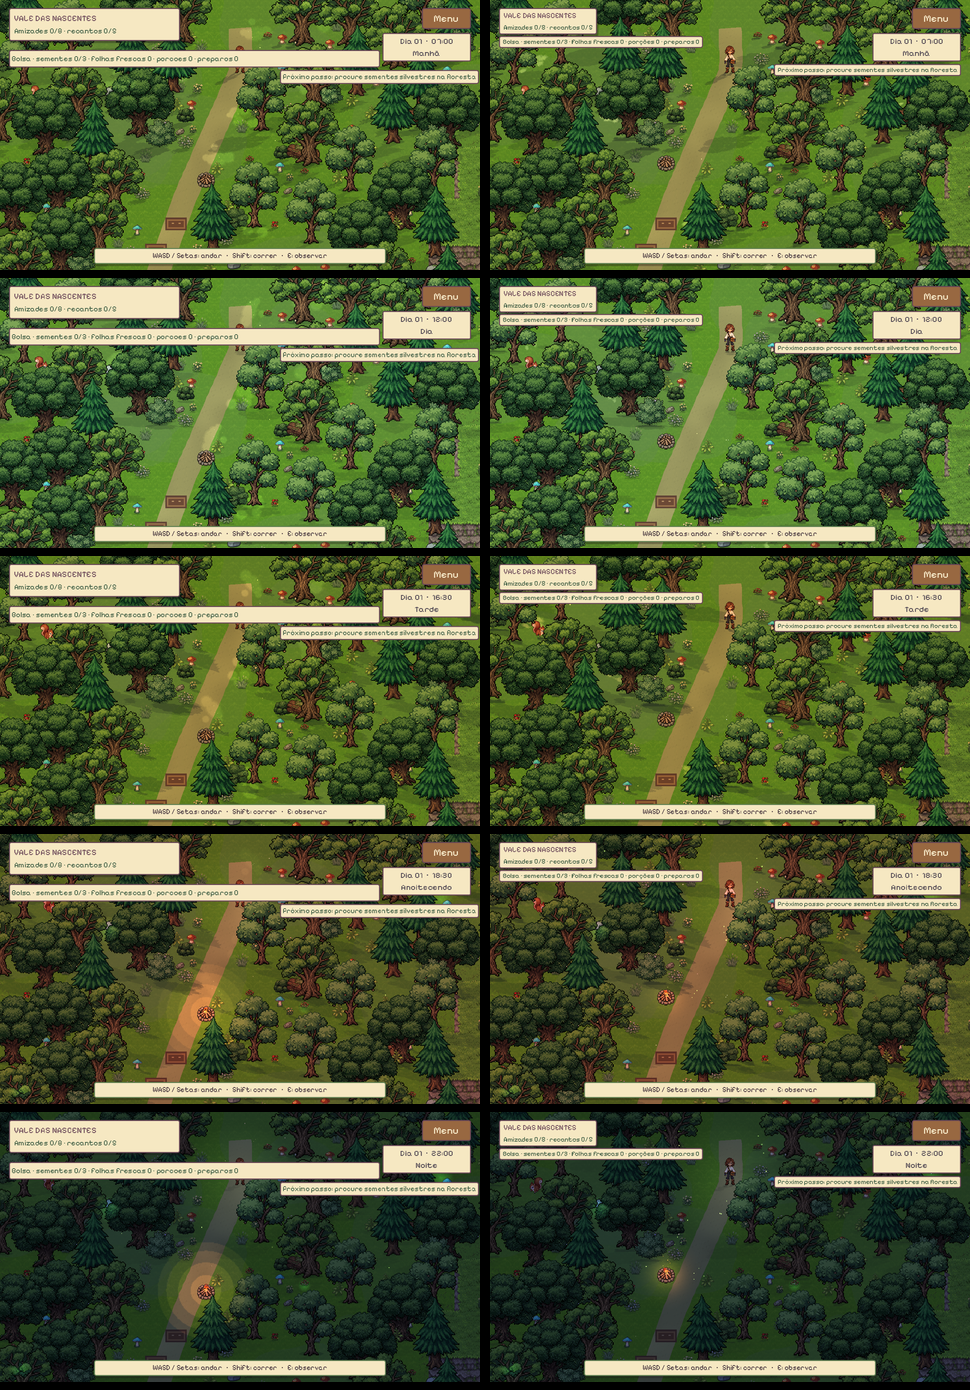 VALE DAS NASCENTES
Amizades 0/8 · recantos 0/8
Menu
Dia 01 · 07:00
Manhã
Bolsa · sementes 0/3 · folhas frescas 0 · porcoes 0 · preparos 0
Próximo passo: procure sementes silvestres na floresta
WASD / Setas: andar · Shift: correr · E: observar
VALE DAS NASCENTES
Amizades 0/8 · recantos 0/8
Menu
Dia 01 · 07:00
Manhã
Bolsa · sementes 0/3 · folhas frescas 0 · porções 0 · preparos 0
Próximo passo: procure sementes silvestres na floresta
WASD / Setas: andar · Shift: correr · E: observar
VALE DAS NASCENTES
Amizades 0/8 · recantos 0/8
Menu
Dia 01 · 12:00
Dia
Bolsa · sementes 0/3 · folhas frescas 0 · porcoes 0 · preparos 0
Próximo passo: procure sementes silvestres na floresta
WASD / Setas: andar · Shift: correr · E: observar
VALE DAS NASCENTES
Amizades 0/8 · recantos 0/8
Menu
Dia 01 · 12:00
Dia
Bolsa · sementes 0/3 · folhas frescas 0 · porções 0 · preparos 0
Próximo passo: procure sementes silvestres na floresta
WASD / Setas: andar · Shift: correr · E: observar
VALE DAS NASCENTES
Amizades 0/8 · recantos 0/8
Menu
Dia 01 · 16:30
Tarde
Bolsa · sementes 0/3 · folhas frescas 0 · porcoes 0 · preparos 0
Próximo passo: procure sementes silvestres na floresta
WASD / Setas: andar · Shift: correr · E: observar
VALE DAS NASCENTES
Amizades 0/8 · recantos 0/8
Menu
Dia 01 · 16:30
Tarde
Bolsa · sementes 0/3 · folhas frescas 0 · porções 0 · preparos 0
Próximo passo: procure sementes silvestres na floresta
WASD / Setas: andar · Shift: correr · E: observar
VALE DAS NASCENTES
Amizades 0/8 · recantos 0/8
Menu
Dia 01 · 18:30
Anoitecendo
Bolsa · sementes 0/3 · folhas frescas 0 · porcoes 0 · preparos 0
Próximo passo: procure sementes silvestres na floresta
WASD / Setas: andar · Shift: correr · E: observar
VALE DAS NASCENTES
Amizades 0/8 · recantos 0/8
Menu
Dia 01 · 18:30
Anoitecendo
Bolsa · sementes 0/3 · folhas frescas 0 · porções 0 · preparos 0
Próximo passo: procure sementes silvestres na floresta
WASD / Setas: andar · Shift: correr · E: observar
VALE DAS NASCENTES
Amizades 0/8 · recantos 0/8
Menu
Dia 01 · 22:00
Noite
Bolsa · sementes 0/3 · folhas frescas 0 · porcoes 0 · preparos 0
Próximo passo: procure sementes silvestres na floresta
WASD / Setas: andar · Shift: correr · E: observar
VALE DAS NASCENTES
Amizades 0/8 · recantos 0/8
Menu
Dia 01 · 22:00
Noite
Bolsa · sementes 0/3 · folhas frescas 0 · porções 0 · preparos 0
Próximo passo: procure sementes silvestres na floresta
WASD / Setas: andar · Shift: correr · E: observar